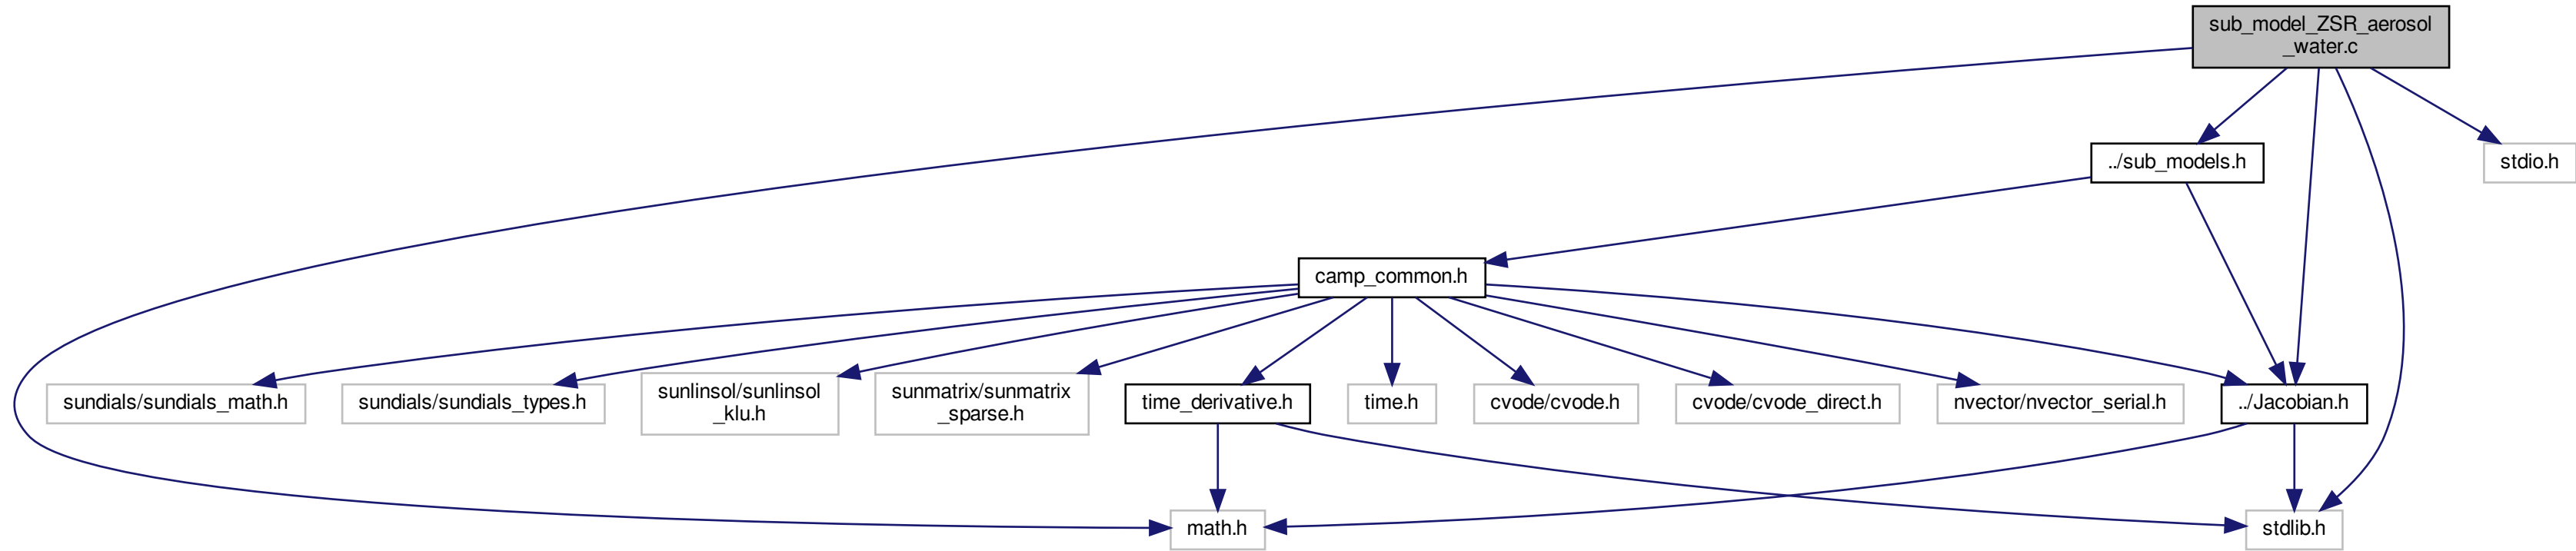 sub_model_ZSR_aerosol
_water.c
../sub_models.h
stdio.h
camp_common.h
sundials/sundials_math.h
sundials/sundials_types.h
sunlinsol/sunlinsol
_klu.h
sunmatrix/sunmatrix
_sparse.h
time_derivative.h
time.h
cvode/cvode.h
cvode/cvode_direct.h
nvector/nvector_serial.h
../Jacobian.h
math.h
stdlib.h